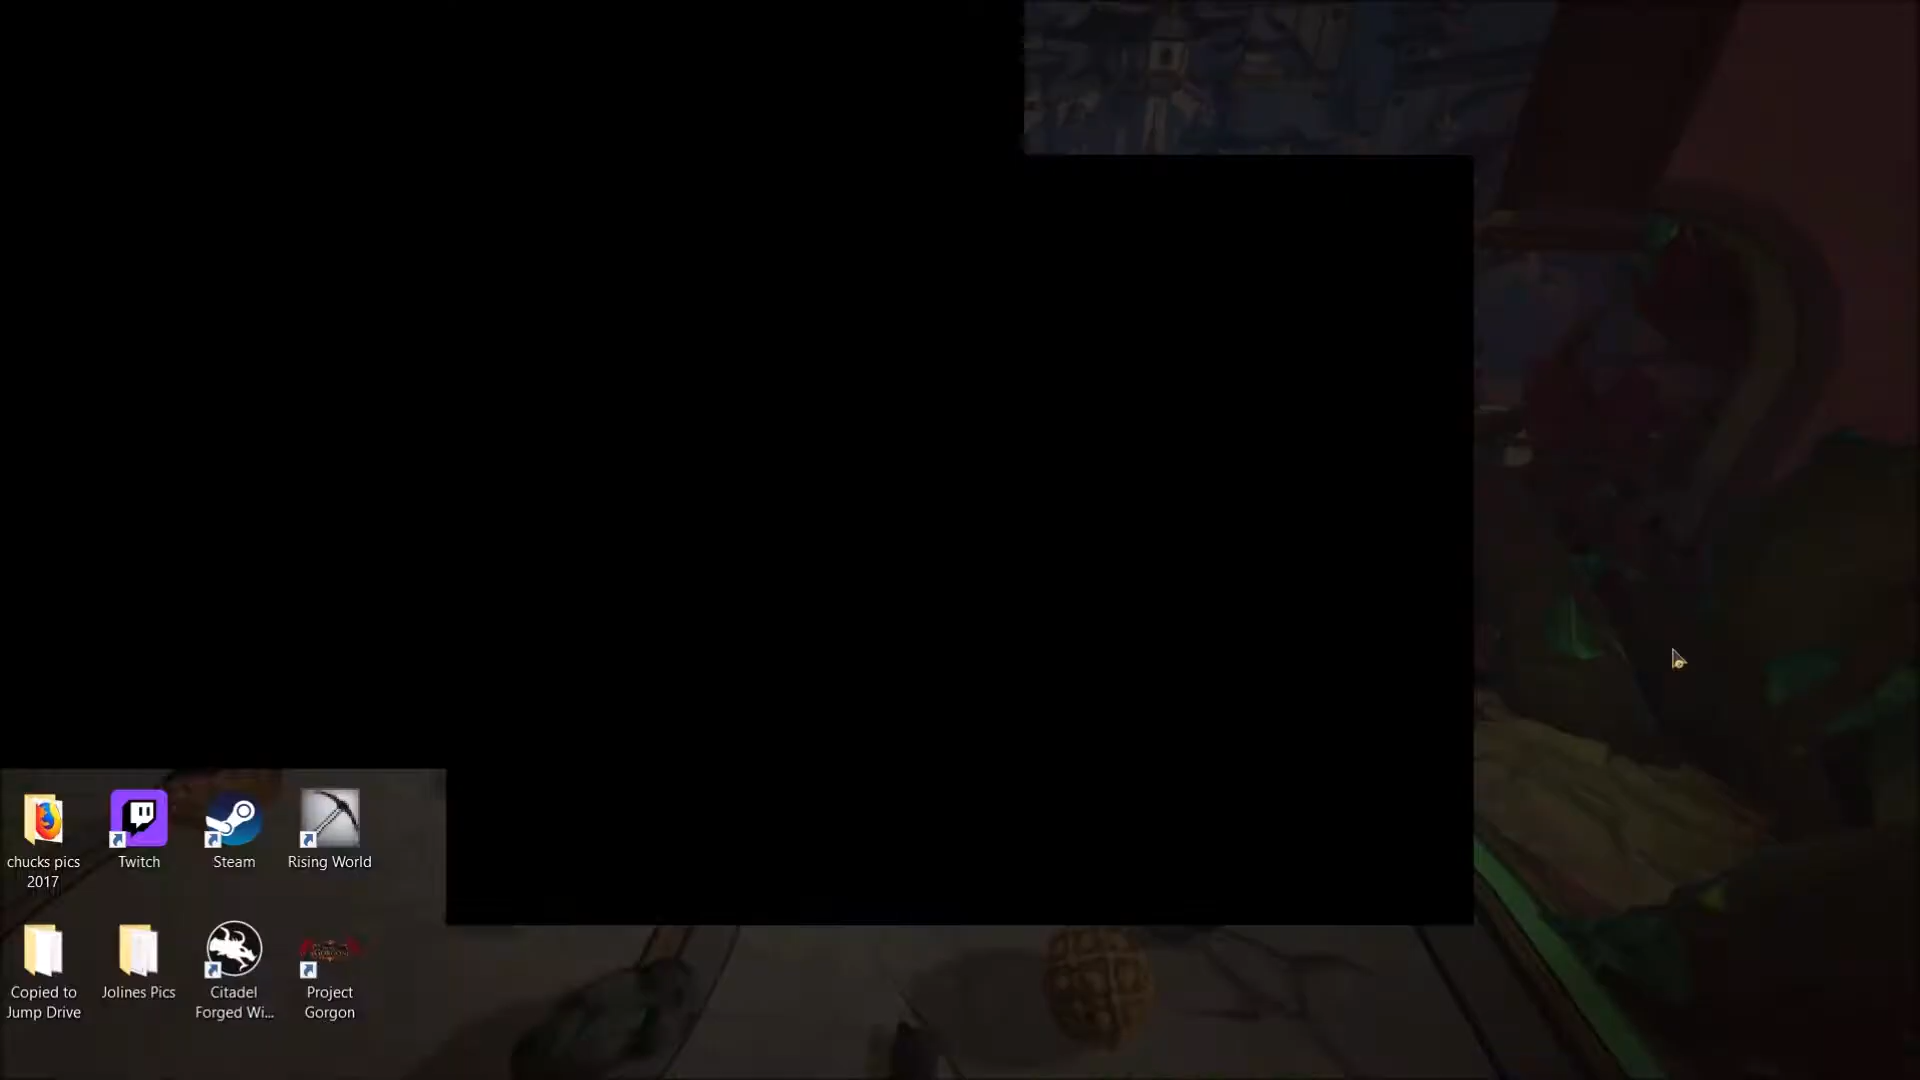 chucks pics
2017
Twitch
Steam
Rising World
Copied to
Jump Drive
Jolines Pics
Citadel
Forged Wi...
Project
Gorgon